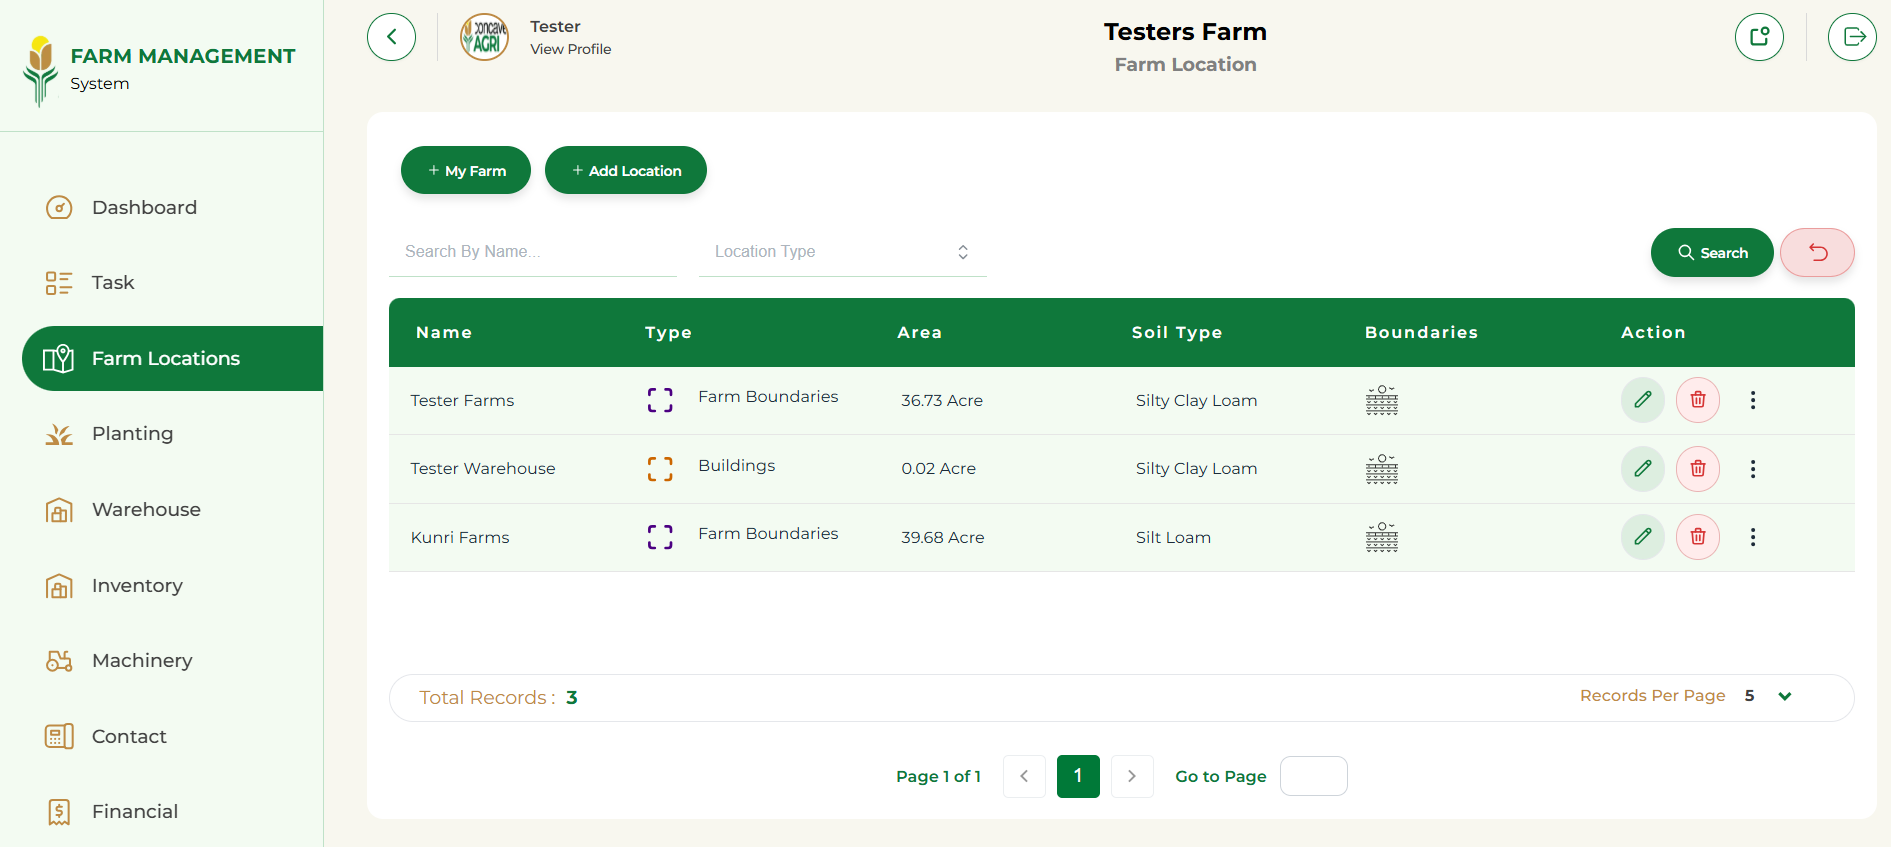 FARM MANAGEMENT
System
Dashboard
Task
Farm Locations
Planting
Warehouse
Inventory
Machinery
Contact
Financial
CONCAVE
AGRI
Tester
View Profile
Testers Farm
Farm Location
+ My Farm
+ Add Location
Search By Name...
Location Type
Search
Name Type Area Soil Type Boundaries Action
Tester Farms Farm Boundaries 36.73 Acre Silty Clay Loam
Tester Warehouse Buildings 0.02 Acre Silty Clay Loam
Kunri Farms Farm Boundaries 39.68 Acre Silt Loam
Total Records : 3
Records Per Page 5
Page 1 of 1
1
Go to Page